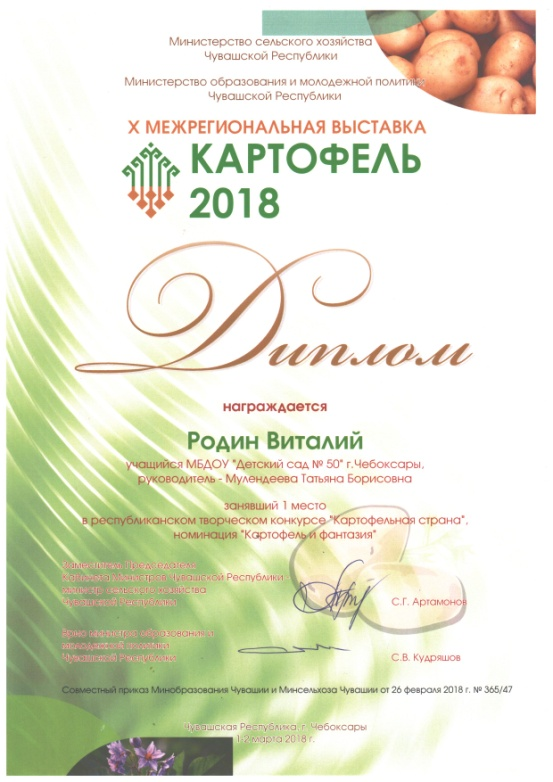 Министерство сельского хозяйства
Чувашской Республики
Министерство образования и молодежной политики
Чувашской Республики
X МЕЖРЕГИОНАЛЬНАЯ ВЫСТАВКА
КАРТОФЕЛЬ
2018
Диплом
награждается
Родин Виталий
учащийся МБДОУ "Детский сад № 50" г.Чебоксары,
руководитель - Мулендеева Татьяна Борисовна
занявший 1 место
в республиканском творческом конкурсе "Картофельная страна",
номинация "Картофель и фантазия"
Заместитель Председателя
Кабинета Министров Чувашской Республики
министр сельского хозяйства
Чувашской Республики
С.Г. Артамонов
Врио министра образования и
молодежной политики
Чувашской Республики
С.В. Кудряшов
Совместный приказ Минобразования Чувашии и Минсельхоза Чувашии от 26 февраля 2018 г. № 365/47
Чувашская Республика, г. Чебоксары
1-2 марта 2018 г.